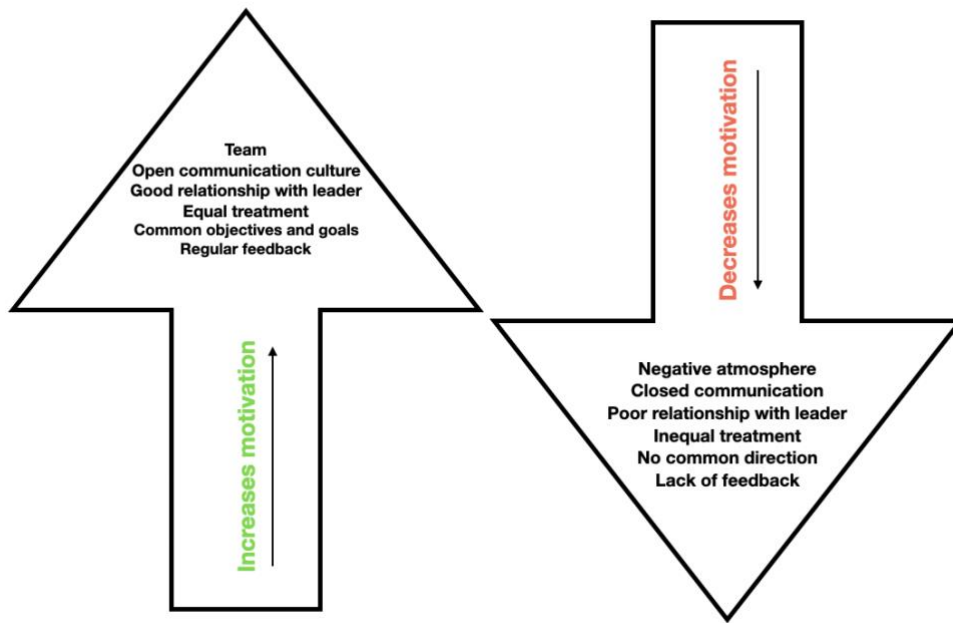 Team
Open communication culture
Good relationship with leader
Equal treatment
Common objectives and goals
Regular feedback
Increases motivation
Decreases motivation
Negative atmosphere
Closed communication
Poor relationship with leader
Inequal treatment
No common direction
Lack of feedback